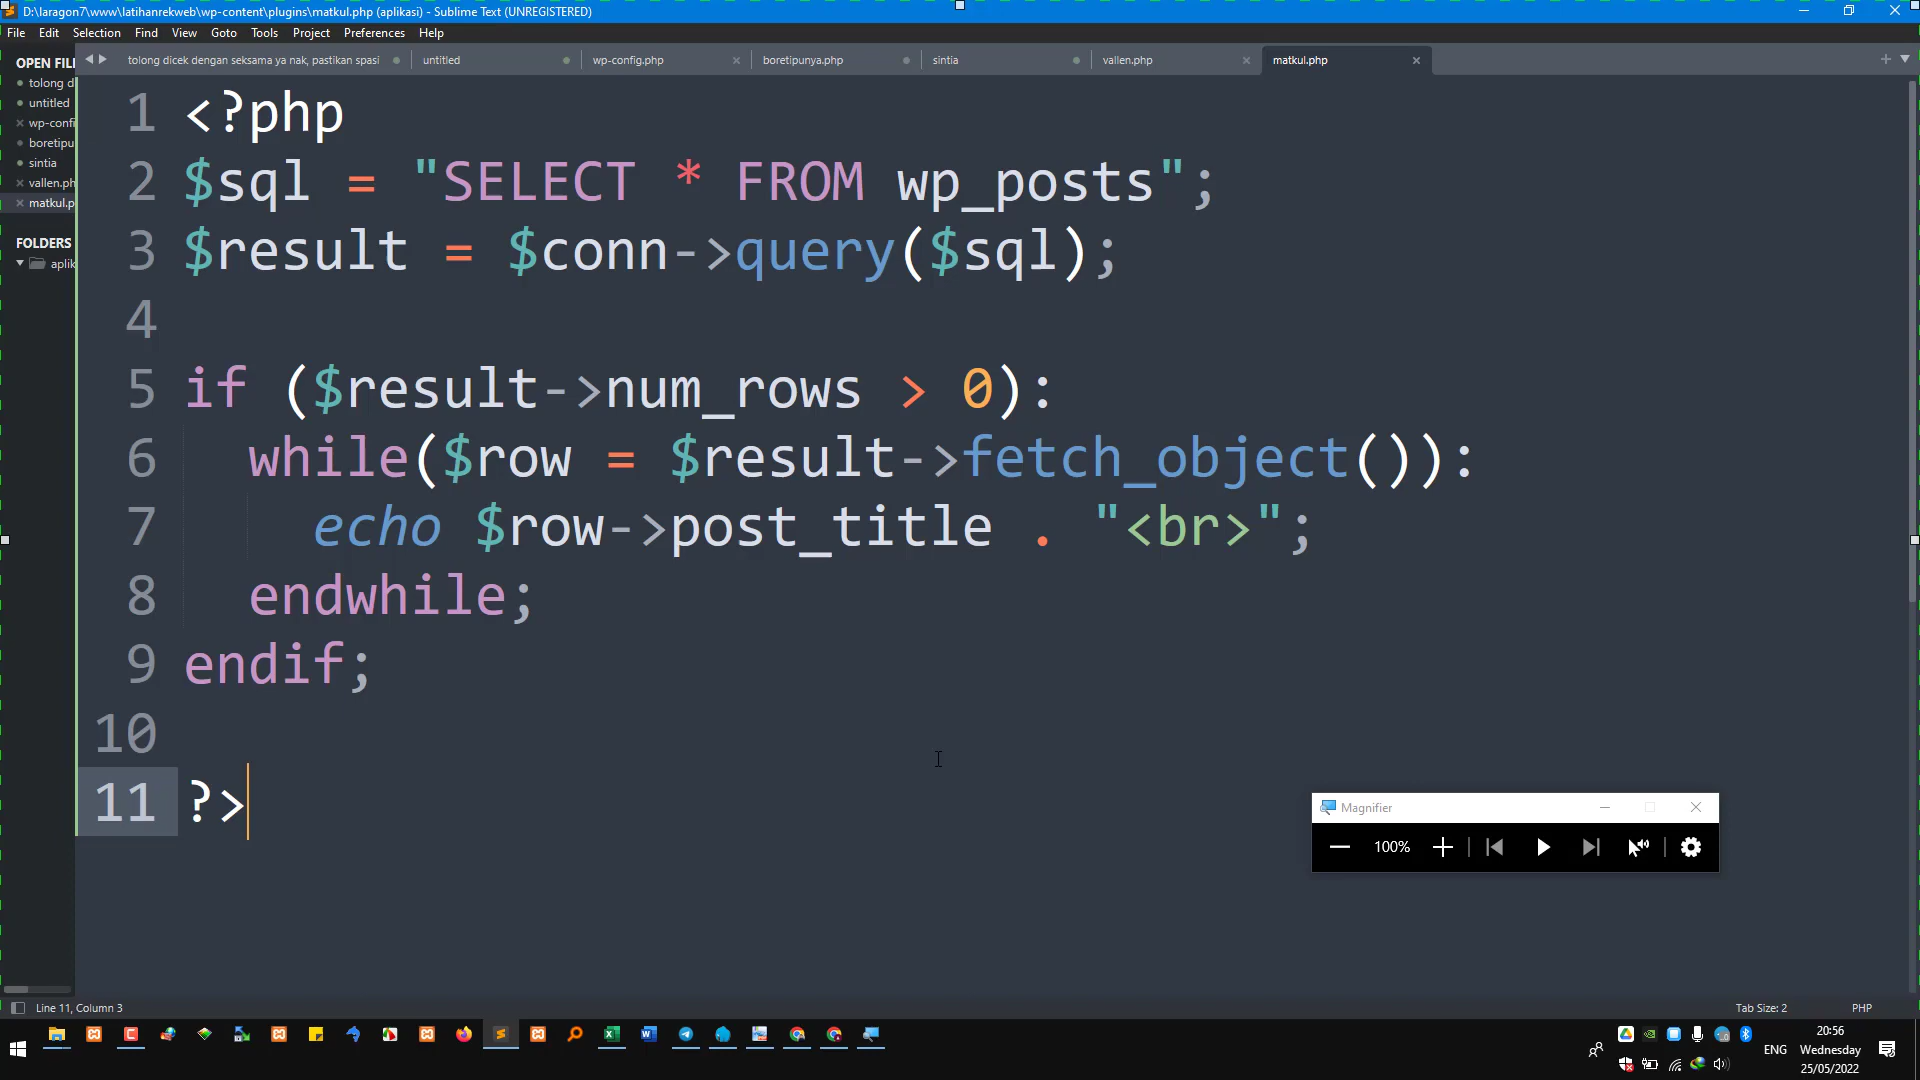 D:\laragon7\www\latihanrekweb\wp-content\plugins\matkul.php (aplikasi) - Sublime Text (UNREGISTERED)
File Edit Selection Find View Goto Tools Project Preferences Help
OPEN FIL
tolong dicek dengan seksama ya nak, pastikan spasi
untitled
wp-config.php
boretipunya.php
sintia
vallen.php
matkul.php
tolong d
untitled
wp-confi
boretipu
sintia
vallen.ph
matkul.p
FOLDERS
aplik
1 <?php
2 $sql = "SELECT * FROM wp_posts";
3 $result = $conn->query($sql);
4
5 if ($result->num_rows > 0):
6 while($row = $result->fetch_object()):
7 echo $row->post_title . "<br>";
8 endwhile;
9 endif;
10
11 ?>
Magnifier
100%
Line 11, Column 3
Tab Size: 2
PHP
20:56
ENG
Wednesday
25/05/2022